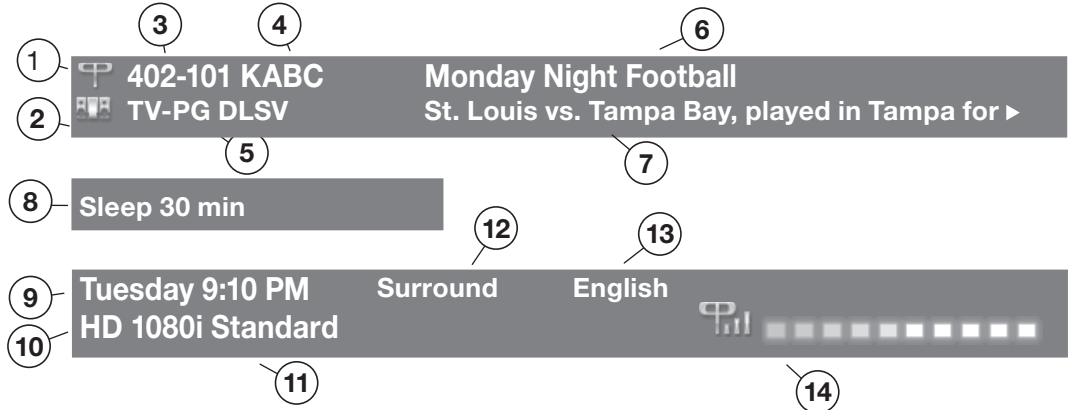 3 4 6
1 402-101 KABC Monday Night Football
2 TV-PG DLSV St. Louis vs. Tampa Bay, played in Tampa for ▶
5 7
8 Sleep 30 min
12 13
9 Tuesday 9:10 PM Surround English
10 HD 1080i Standard
11 14